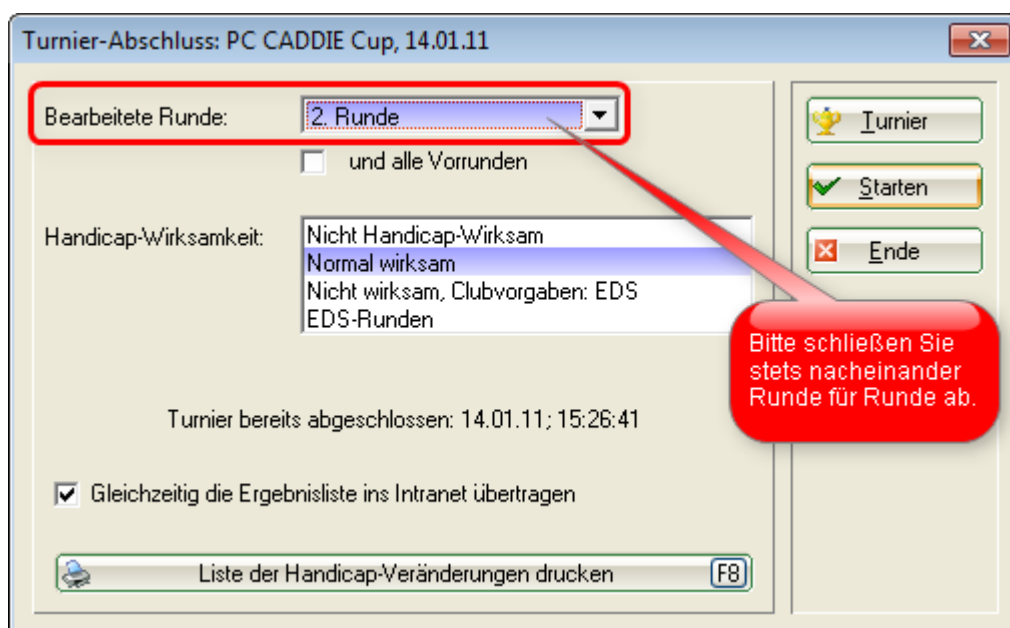 Turnier-Abschluss: PC CADDIE Cup, 14.01.11
Bearbeitete Runde: 2. Runde
und alle Vorrunden
Handicap-Wirksamkeit:
Nicht Handicap-Wirksam
Normal wirksam
Nicht wirksam, Clubvorgaben: EDS
EDS-Runden
Turnier bereits abgeschlossen: 14.01.11; 15:26:41
Gleichzeitig die Ergebnisliste ins Intranet übertragen
Liste der Handicap-Veränderungen drucken F8
Turnier
Starten
Ende
Bitte schließen Sie
stets nacheinander
Runde für Runde ab.